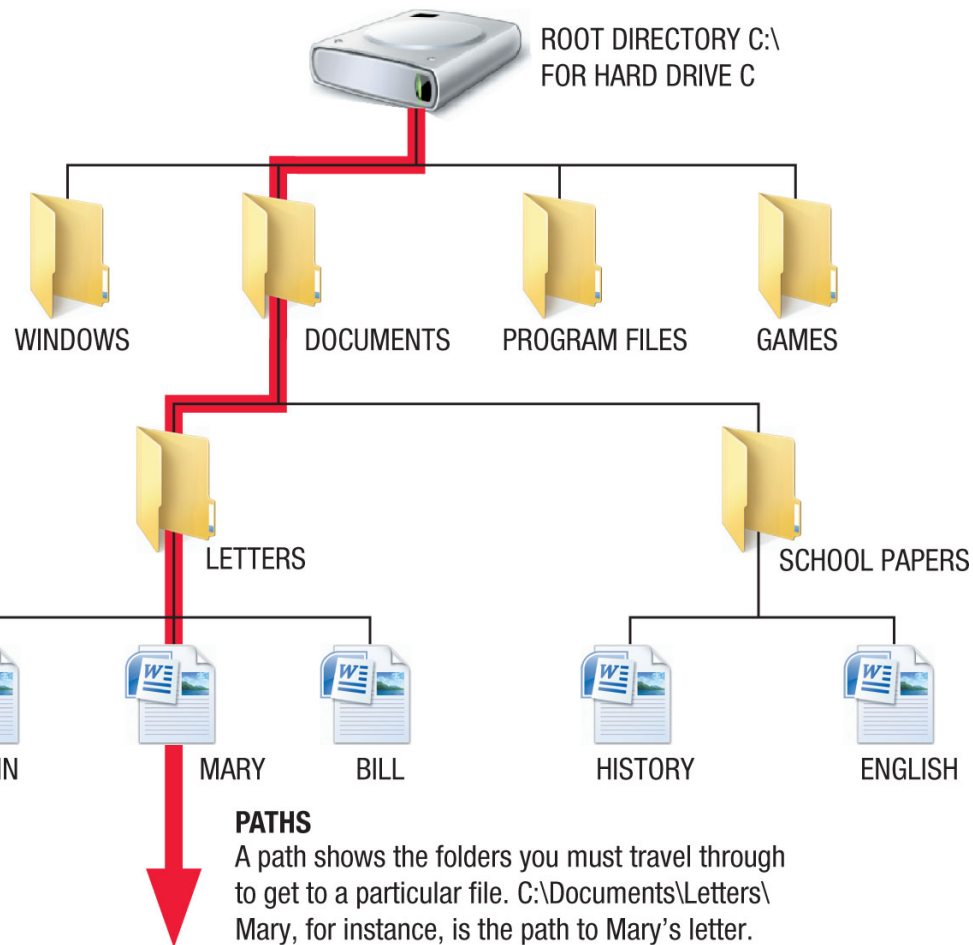 ROOT DIRECTORY C:\
FOR HARD DRIVE C
WINDOWS
DOCUMENTS
PROGRAM FILES
GAMES
LETTERS
SCHOOL PAPERS
MARY
BILL
HISTORY
ENGLISH
PATHS
A path shows the folders you must travel through
to get to a particular file. C:\Documents\Letters\
Mary, for instance, is the path to Mary’s letter.